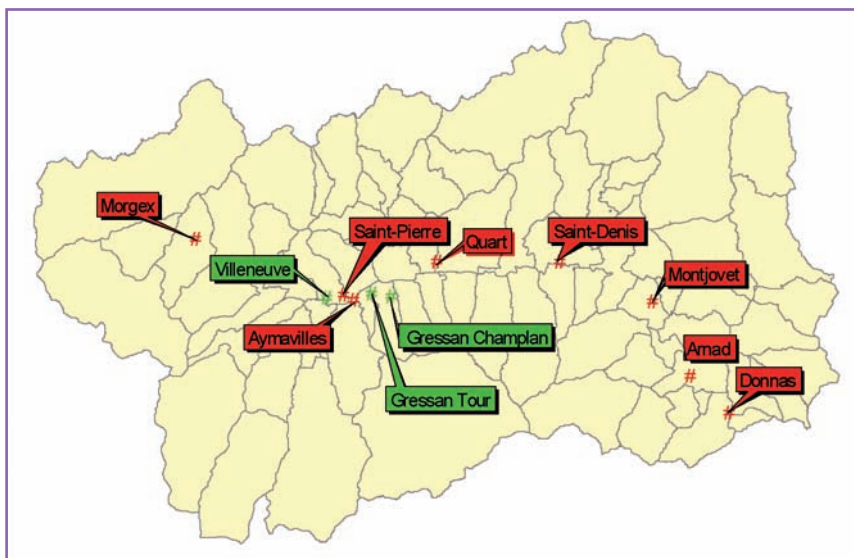 Morgex
Saint-Pierre
Quart
Saint-Denis
Villeneuve
Montjovet
Aymavilles
Gressan Champlan
Arnad
Donnas
Gressan Tour